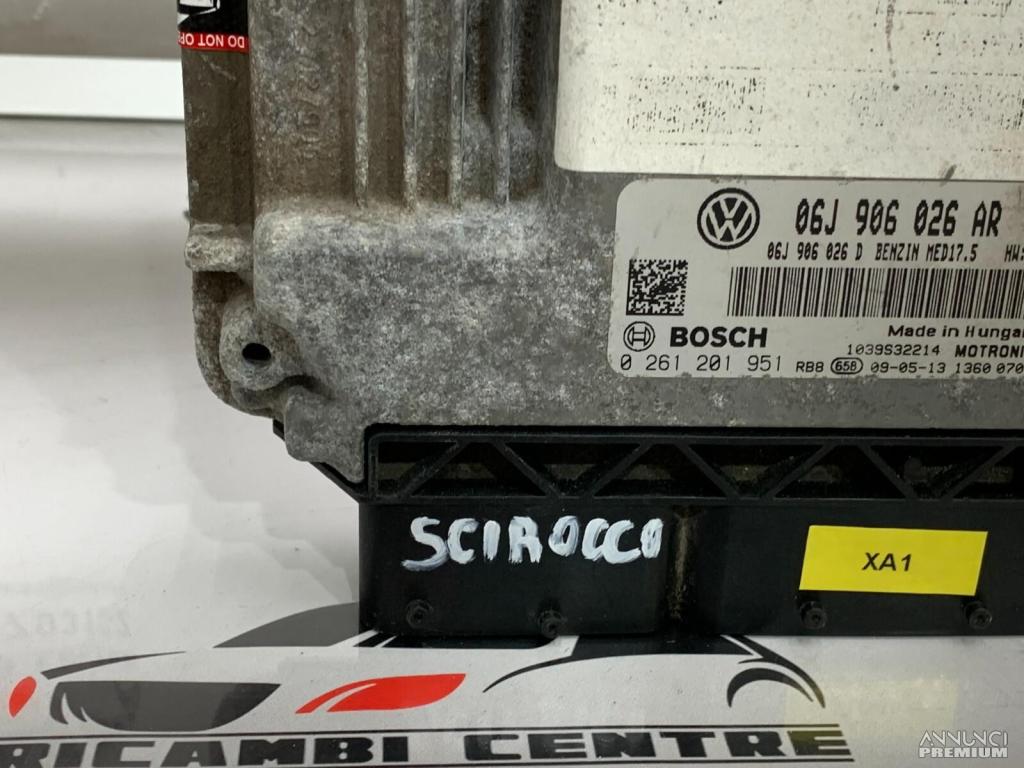 DO NOT OP
06J 906 026 AR
06J 906 026 D BENZIN MED17.5 HW:
BOSCH Made in Hungar
1039S32214 MOTRONI
0 261 201 951 RB8 658 09-05-13 1360 070
SCIROCCO
XA1
RICAMBI CENTRE
ANNUNCI
PREMIUM